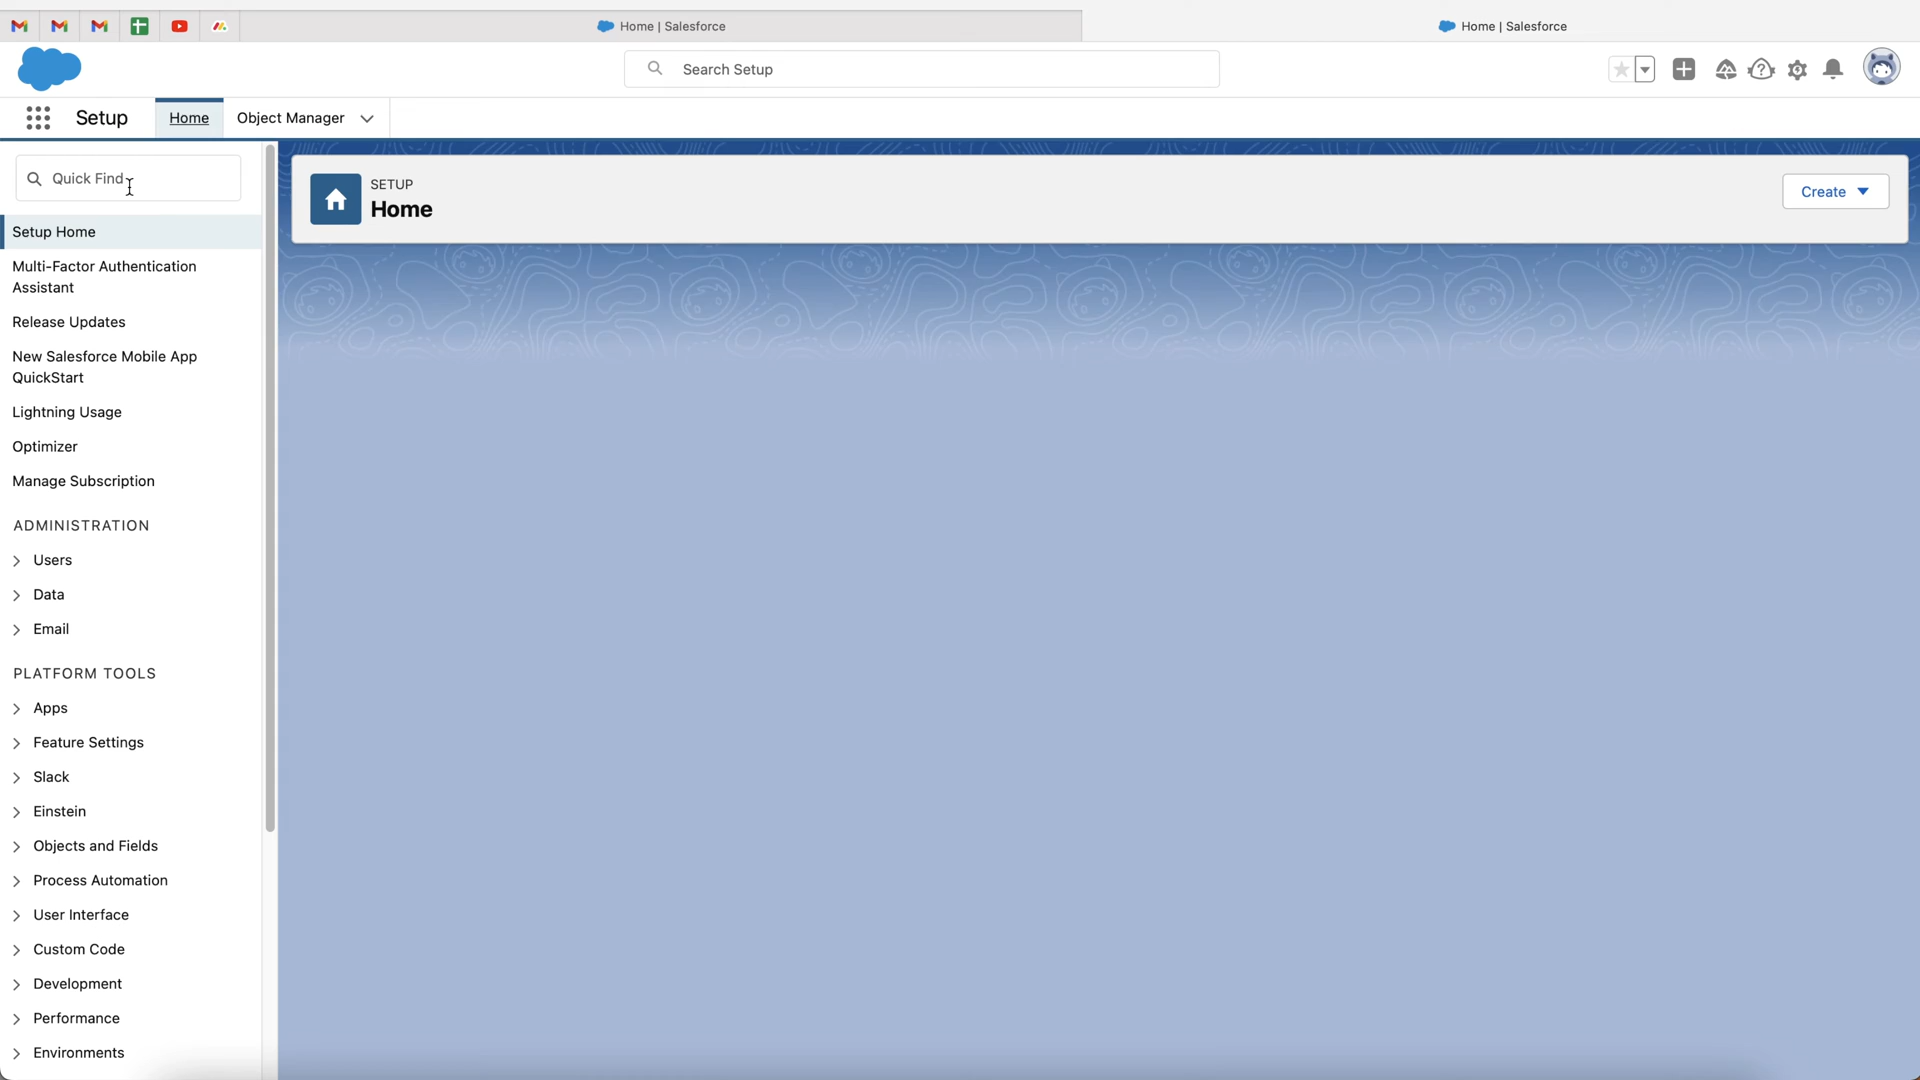 Home | Salesforce
Home | Salesforce
Search Setup
Setup
Home
Object Manager
Quick Find
Setup Home
Multi-Factor Authentication
Assistant
Release Updates
New Salesforce Mobile App
QuickStart
Lightning Usage
Optimizer
Manage Subscription
ADMINISTRATION
Users
Data
Email
PLATFORM TOOLS
Apps
Feature Settings
Slack
Einstein
Objects and Fields
Process Automation
User Interface
Custom Code
Development
Performance
Environments
SETUP
Home
Create